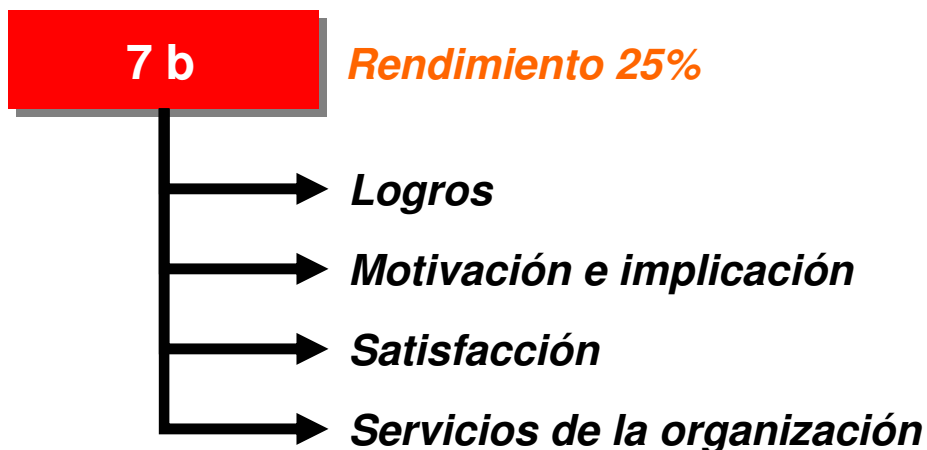 7 b
Rendimiento 25%
Logros
Motivación e implicación
Satisfacción
Servicios de la organización